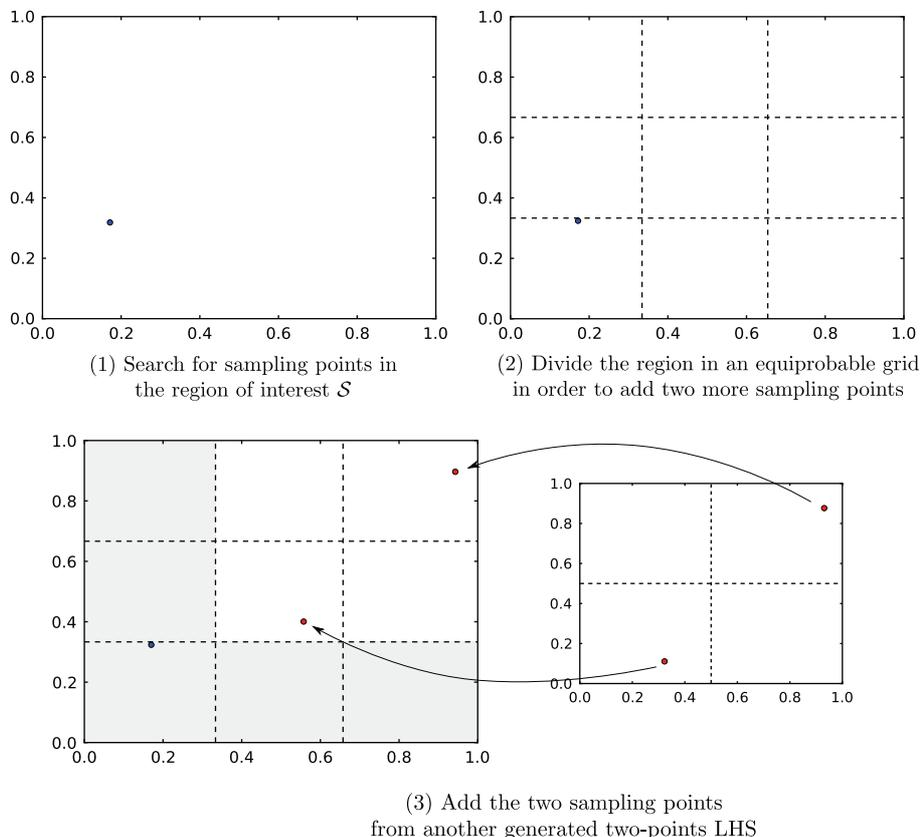 1.0
0.8
0.6
0.4
0.2
0.0
0.0 0.2 0.4 0.6 0.8 1.0
(1) Search for sampling points in
the region of interest 𝒮
1.0
0.8
0.6
0.4
0.2
0.0
0.0 0.2 0.4 0.6 0.8 1.0
(2) Divide the region in an equiprobable grid
in order to add two more sampling points
1.0
0.8
0.6
0.4
0.2
0.0
0.0 0.2 0.4 0.6 0.8 1.0
1.0
0.8
0.6
0.4
0.2
0.0
0.0 0.2 0.4 0.6 0.8 1.0
(3) Add the two sampling points
from another generated two-points LHS